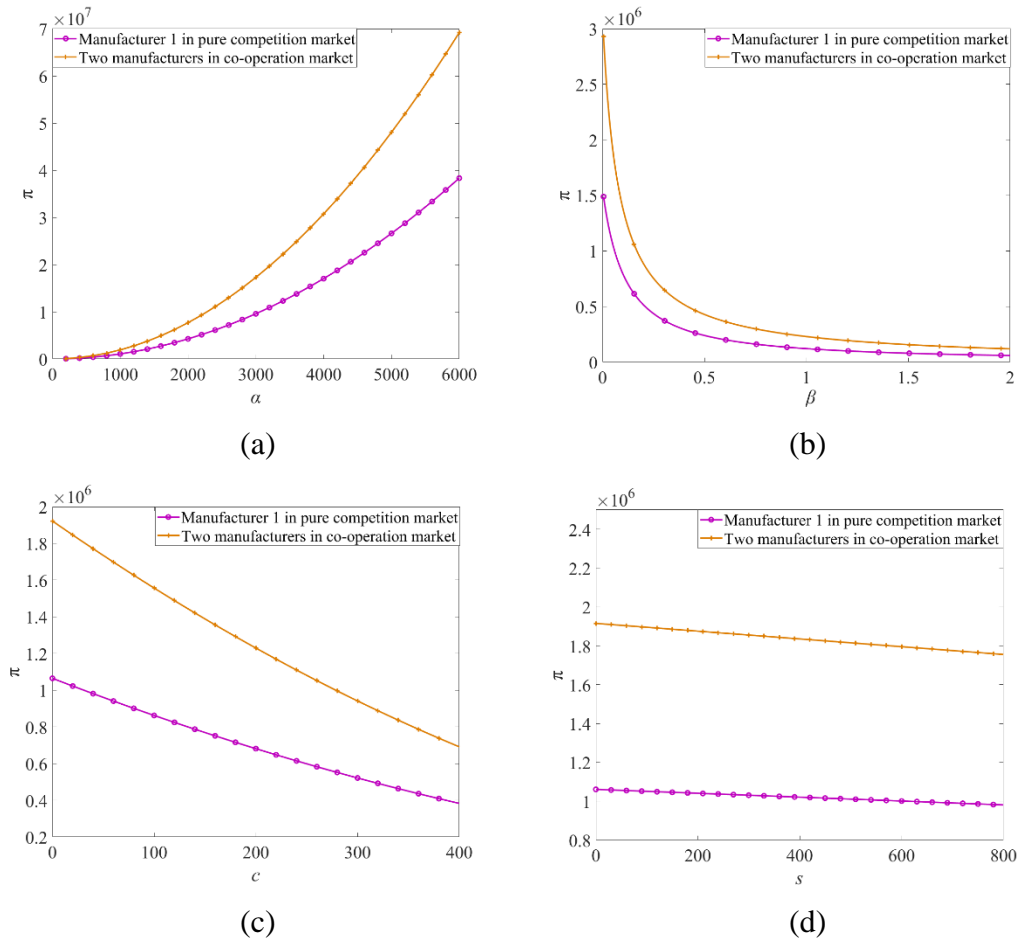 ×10⁷
7
6
5
4
3
2
1
0
π
Manufacturer 1 in pure competition market
Two manufacturers in co-operation market
0 1000 2000 3000 4000 5000 6000
α
(a)
×10⁶
3
2.5
2
1.5
1
0.5
0
π
Manufacturer 1 in pure competition market
Two manufacturers in co-operation market
0 0.5 1 1.5 2
β
(b)
×10⁶
2
1.8
1.6
1.4
1.2
1
0.8
0.6
0.4
0.2
π
Manufacturer 1 in pure competition market
Two manufacturers in co-operation market
0 100 200 300 400
c
(c)
×10⁶
2.4
2.2
2
1.8
1.6
1.4
1.2
1
0.8
π
Manufacturer 1 in pure competition market
Two manufacturers in co-operation market
0 200 400 600 800
s
(d)